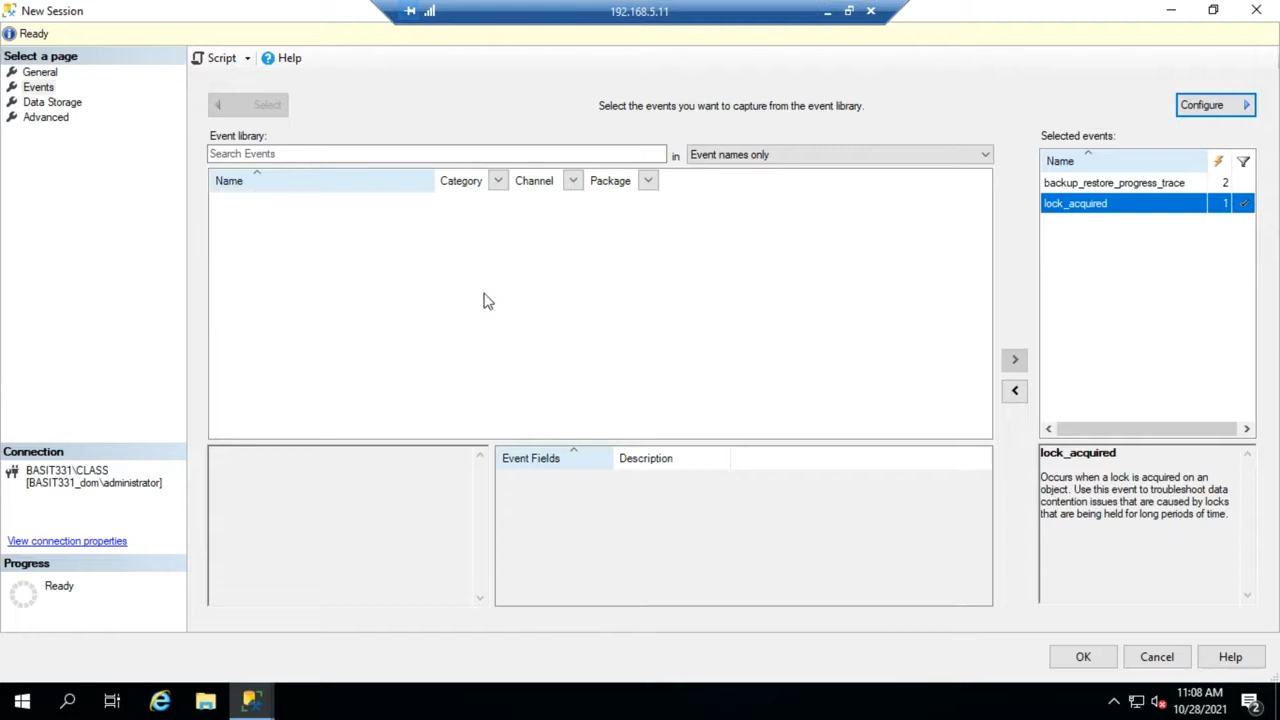 New Session
192.168.5.11
Ready
Select a page
General
Events
Data Storage
Advanced
Script
Help
Select
Select the events you want to capture from the event library.
Configure
Event library:
Search Events
in
Event names only
Name
Category
Channel
Package
Selected events:
Name
backup_restore_progress_trace 2
lock_acquired 1
Event Fields
Description
lock_acquired
Occurs when a lock is acquired on an
object. Use this event to troubleshoot data
contention issues that are caused by locks
that are being held for long periods of time.
Connection
BASIT331\CLASS
[BASIT331_dom\administrator]
View connection properties
Progress
Ready
OK
Cancel
Help
11:08 AM
10/28/2021
2